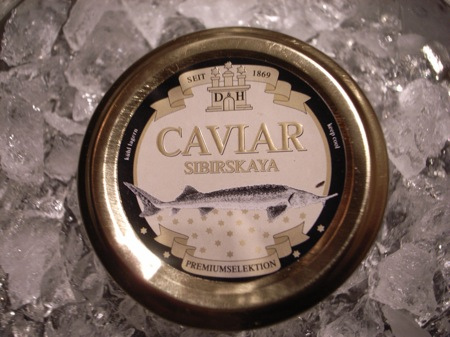 SEIT 1869
D H
CAVIAR
SIBIRSKAYA
kühl lagern
keep cool
PREMIUMSELEKTION